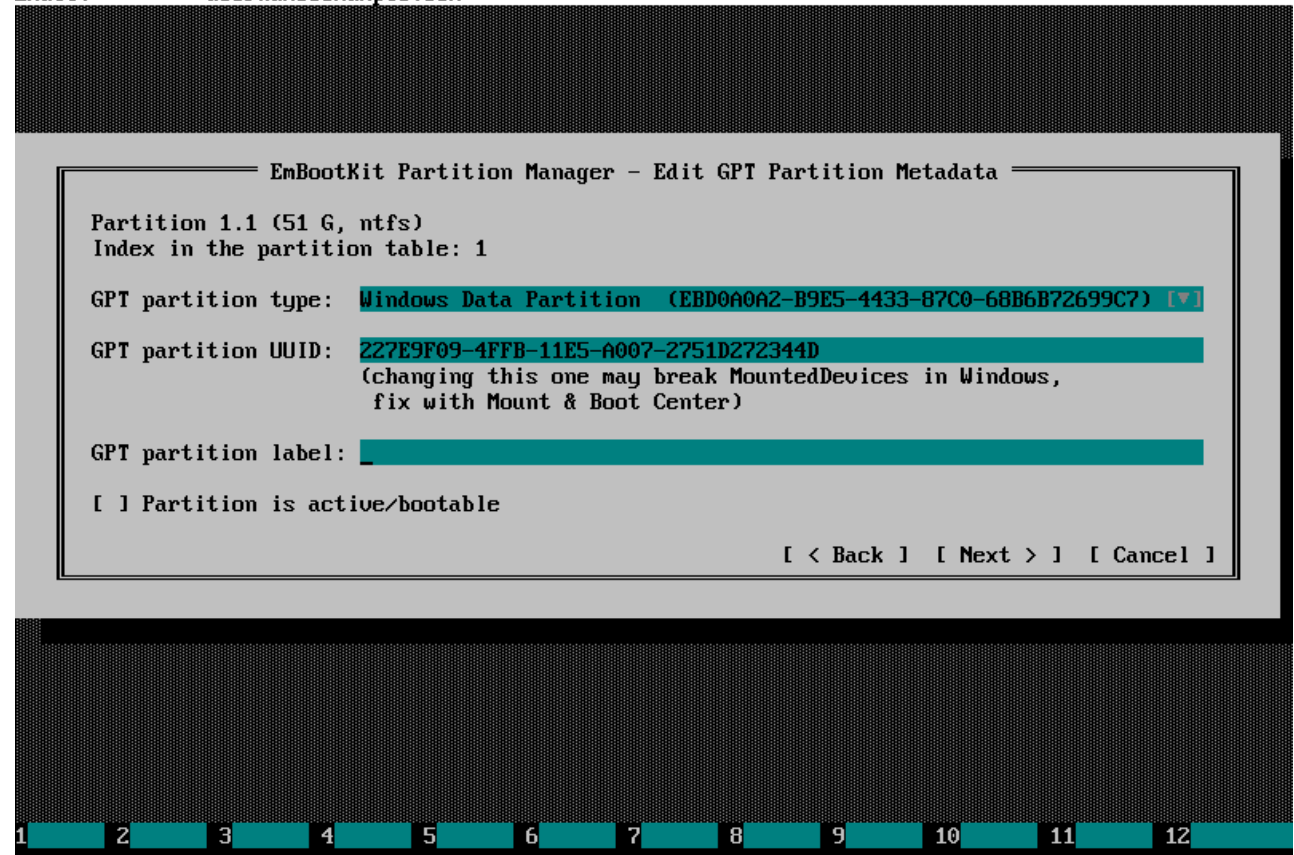 EmBootKit Partition Manager - Edit GPT Partition Metadata
Partition 1.1 (51 G, ntfs)
Index in the partition table: 1
GPT partition type: Windows Data Partition (EBD0A0A2-B9E5-4433-87C0-68B6B72699C7) [▼]
GPT partition UUID: 227E9F09-4FFB-11E5-A007-2751D272344D
(changing this one may break MountedDevices in Windows,
fix with Mount & Boot Center)
GPT partition label: _
[ ] Partition is active/bootable
[ < Back ] [ Next > ] [ Cancel ]
1 2 3 4 5 6 7 8 9 10 11 12